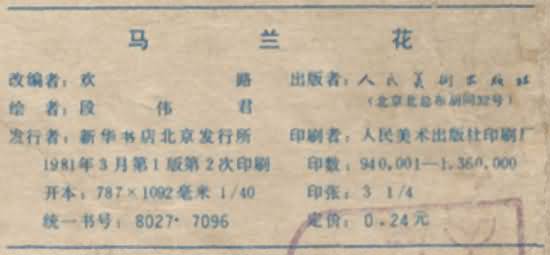 马兰花
改编者：欢 路 出版者：人民美术出版社
绘者：段 伟 君 （北京北总布胡同32号）
发行者：新华书店北京发行所 印刷者：人民美术出版社印刷厂
1981年3月第1版第2次印刷 印数：940,001—1,360,000
开本：787×1092毫米 1/40 印张：3 1/4
统一书号：8027·7096 定价：0.24元